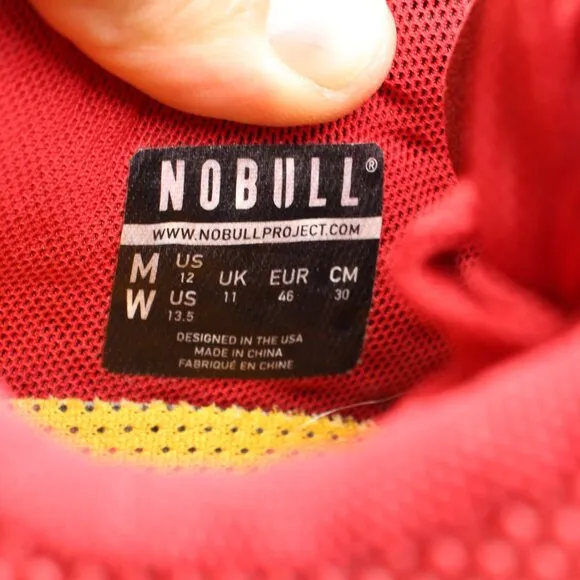 NOBULL®
WWW.NOBULLPROJECT.COM
M US 12 UK 11 EUR 46 CM 30
W US 13.5
DESIGNED IN THE USA
MADE IN CHINA
FABRIQUÉ EN CHINE